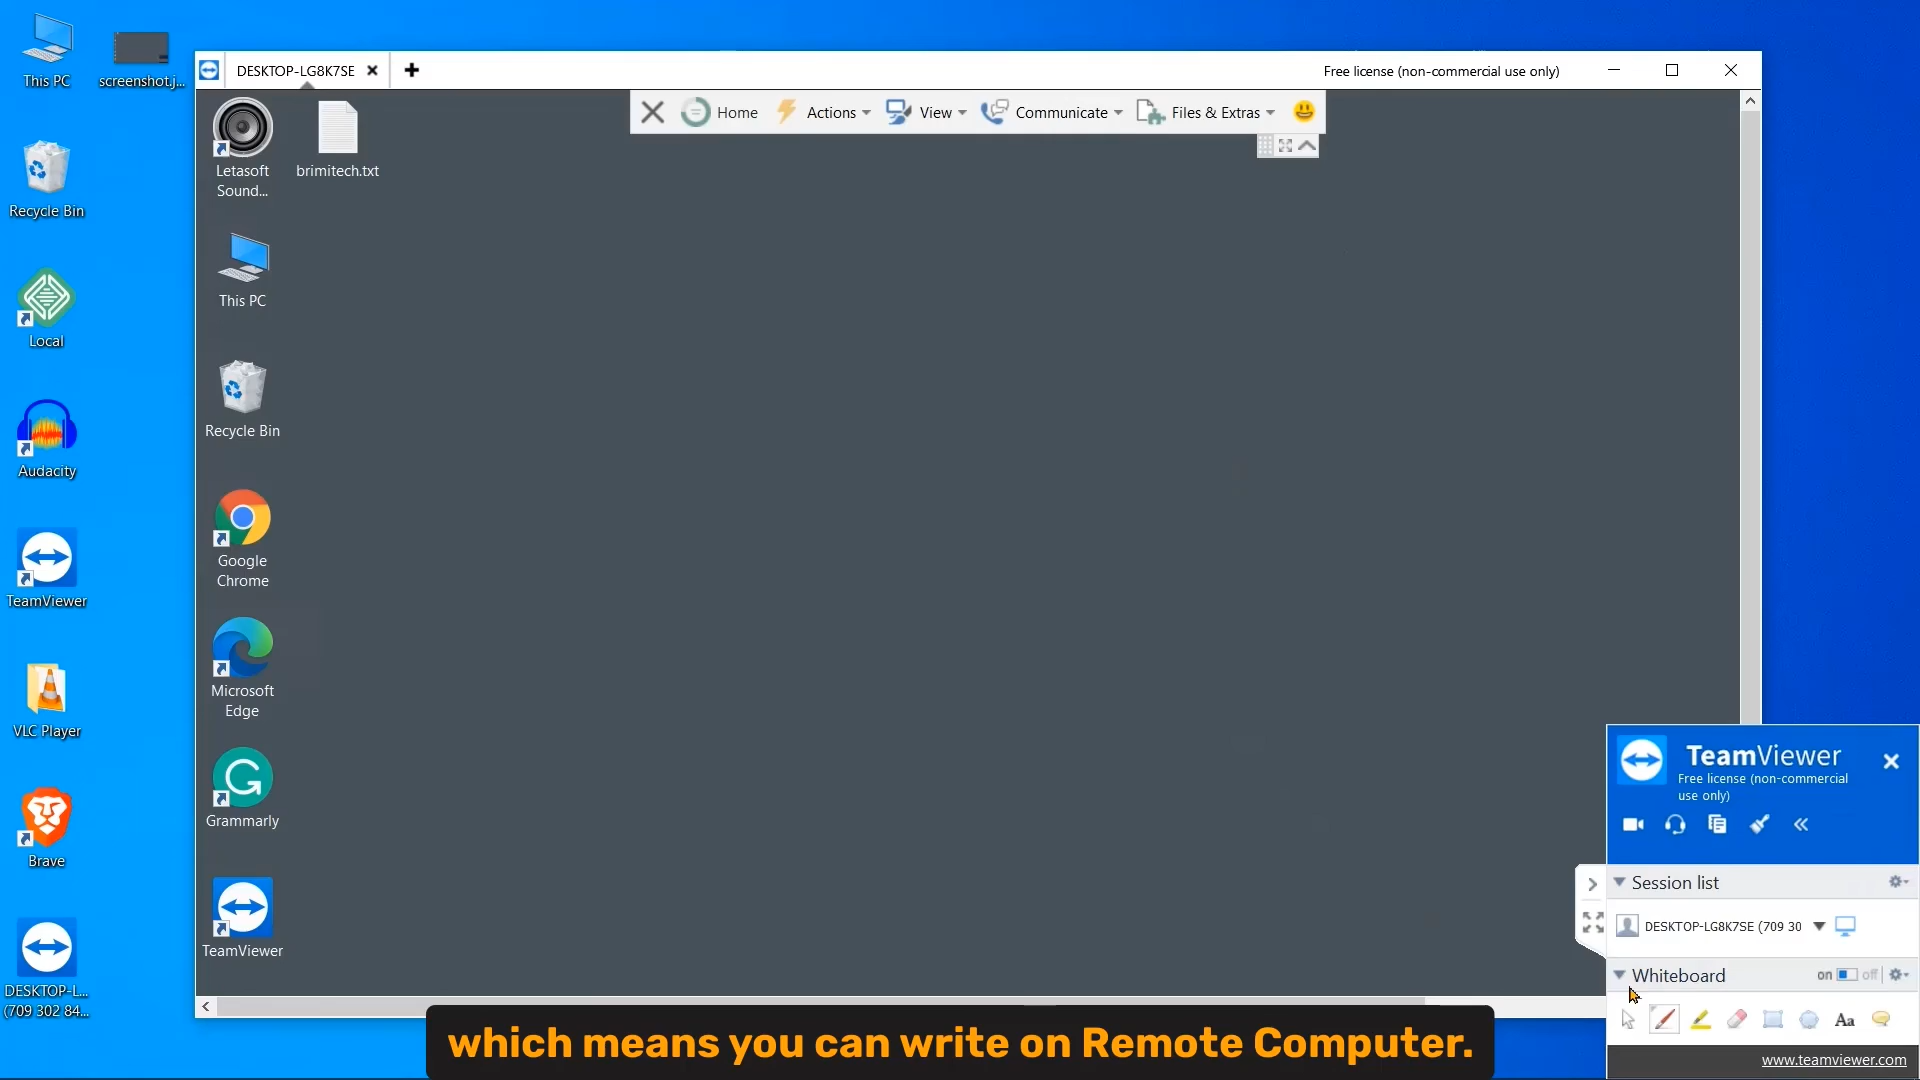 This PC
screenshot.j...
Recycle Bin
Local
Audacity
TeamViewer
VLC Player
Brave
DESKTOP-L...
(709 302 84...
DESKTOP-LG8K7SE
Free license (non-commercial use only)
Home
Actions
View
Communicate
Files & Extras
Letasoft
Sound...
brimitech.txt
This PC
Recycle Bin
Google
Chrome
Microsoft
Edge
Grammarly
TeamViewer
TeamViewer
Free license (non-commercial
use only)
Session list
DESKTOP-LG8K7SE (709 30
Whiteboard
on off
Aa
www.teamviewer.com
which means you can write on Remote Computer.